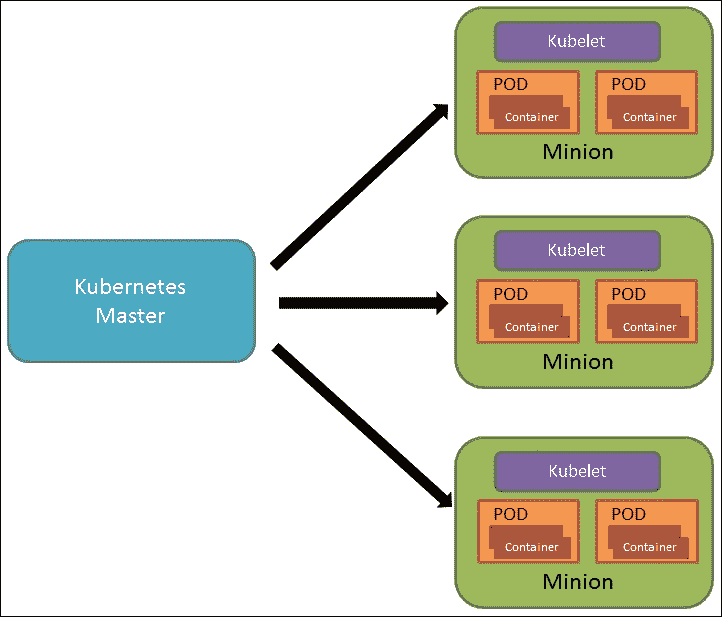 Kubernetes
Master
Kubelet
POD
Container
POD
Container
Minion
Kubelet
POD
Container
POD
Container
Minion
Kubelet
POD
Container
POD
Container
Minion